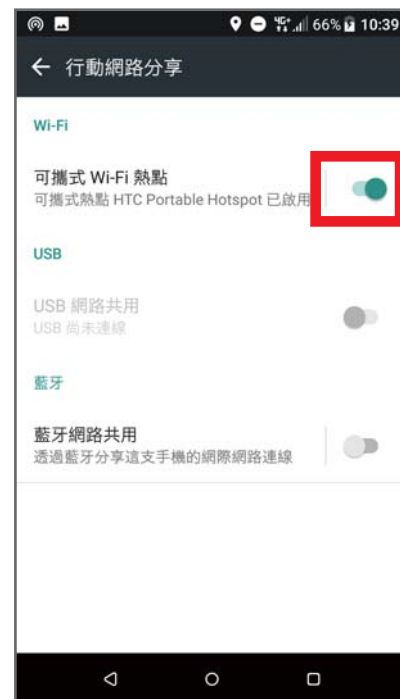 4G+ 66% 10:39
行動網路分享
Wi-Fi
可攜式 Wi-Fi 熱點
可攜式熱點 HTC Portable Hotspot 已啟用
USB
USB 網路共用
USB 尚未連線
藍牙
藍牙網路共用
透過藍牙分享這支手機的網際網路連線